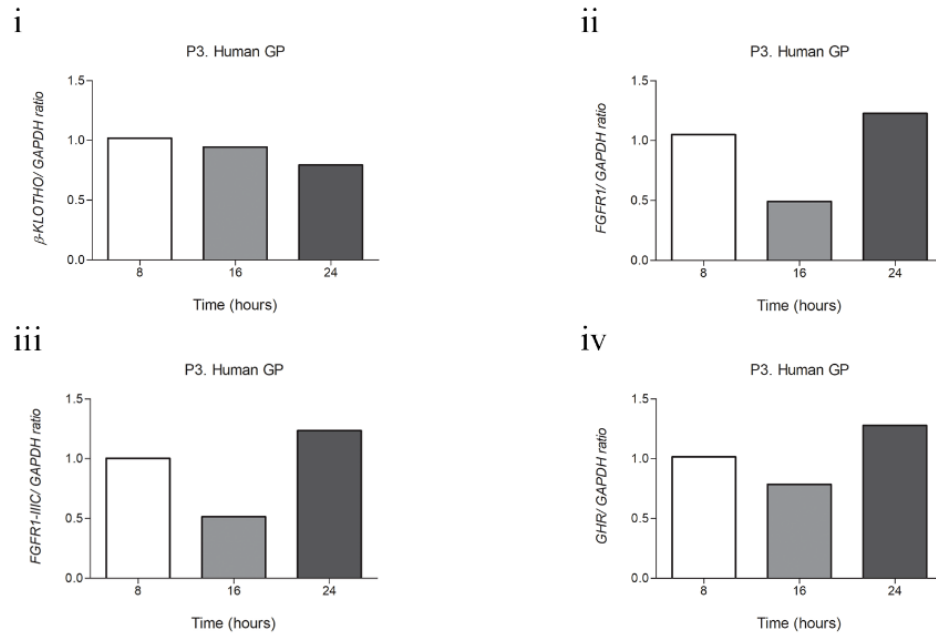 i
P3. Human GP
β-KLOTHO/ GAPDH ratio
1.5
1.0
0.5
0.0
8 16 24
Time (hours)
ii
P3. Human GP
FGFR1/ GAPDH ratio
1.5
1.0
0.5
0.0
8 16 24
Time (hours)
iii
P3. Human GP
FGFR1-IIIC/ GAPDH ratio
1.5
1.0
0.5
0.0
8 16 24
Time (hours)
iv
P3. Human GP
GHR/ GAPDH ratio
1.5
1.0
0.5
0.0
8 16 24
Time (hours)